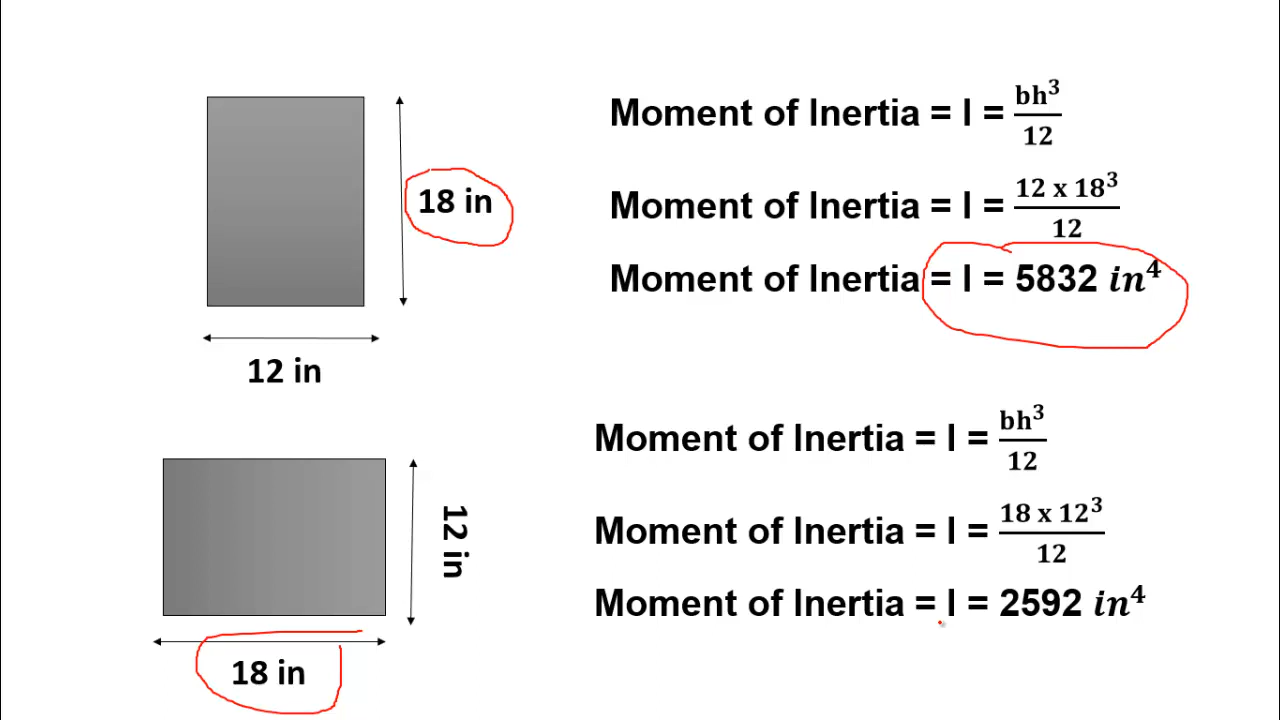 18 in
12 in
Moment of Inertia = I = bh³/12
Moment of Inertia = I = 12 x 18³/12
Moment of Inertia = I = 5832 in⁴
12 in
18 in
Moment of Inertia = I = bh³/12
Moment of Inertia = I = 18 x 12³/12
Moment of Inertia = I = 2592 in⁴